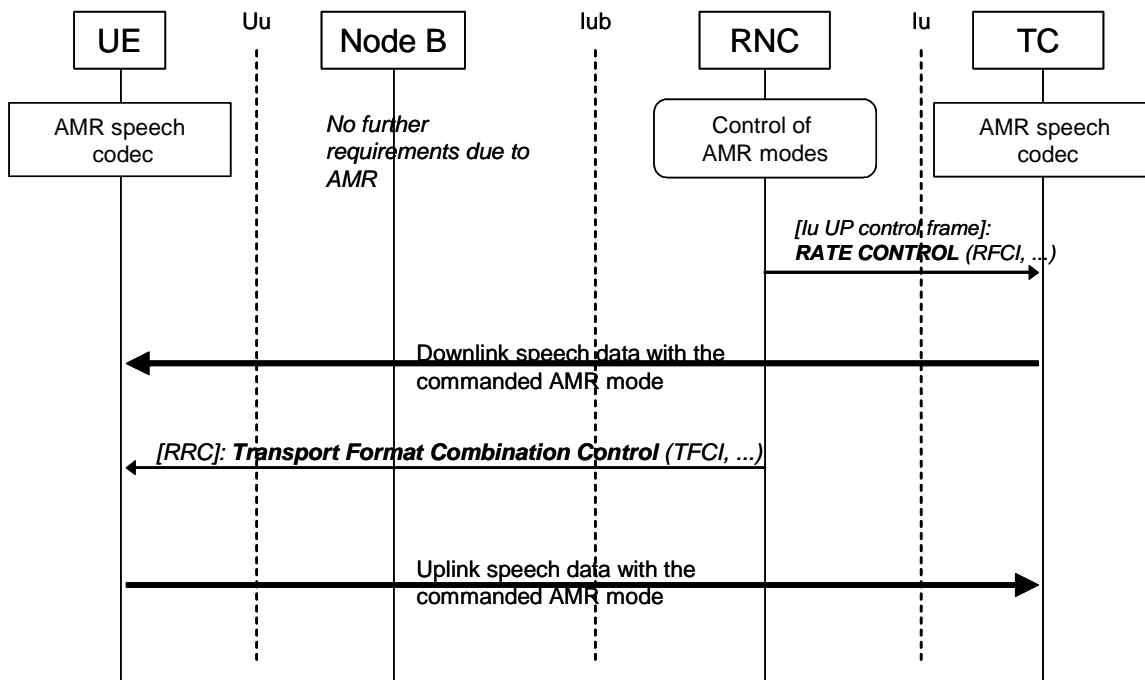 Uu Iub Iu
UE Node B RNC TC
AMR speech
codec
No further
requirements due to
AMR
Control of
AMR modes
AMR speech
codec
[Iu UP control frame]:
RATE CONTROL (RFCI, ...)
Downlink speech data with the
commanded AMR mode
[RRC]: Transport Format Combination Control (TFCI, ...)
Uplink speech data with the
commanded AMR mode